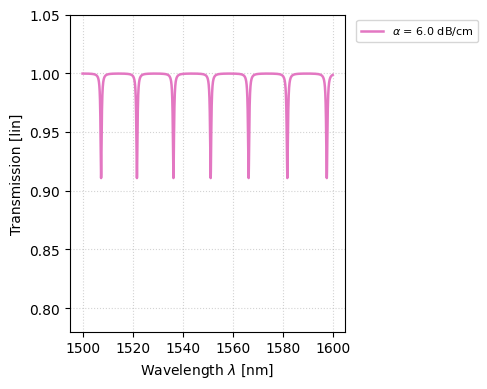 1.05
1.00
0.95
0.90
0.85
0.80
Transmission [lin]
1500 1520 1540 1560 1580 1600
Wavelength λ [nm]
α = 6.0 dB/cm